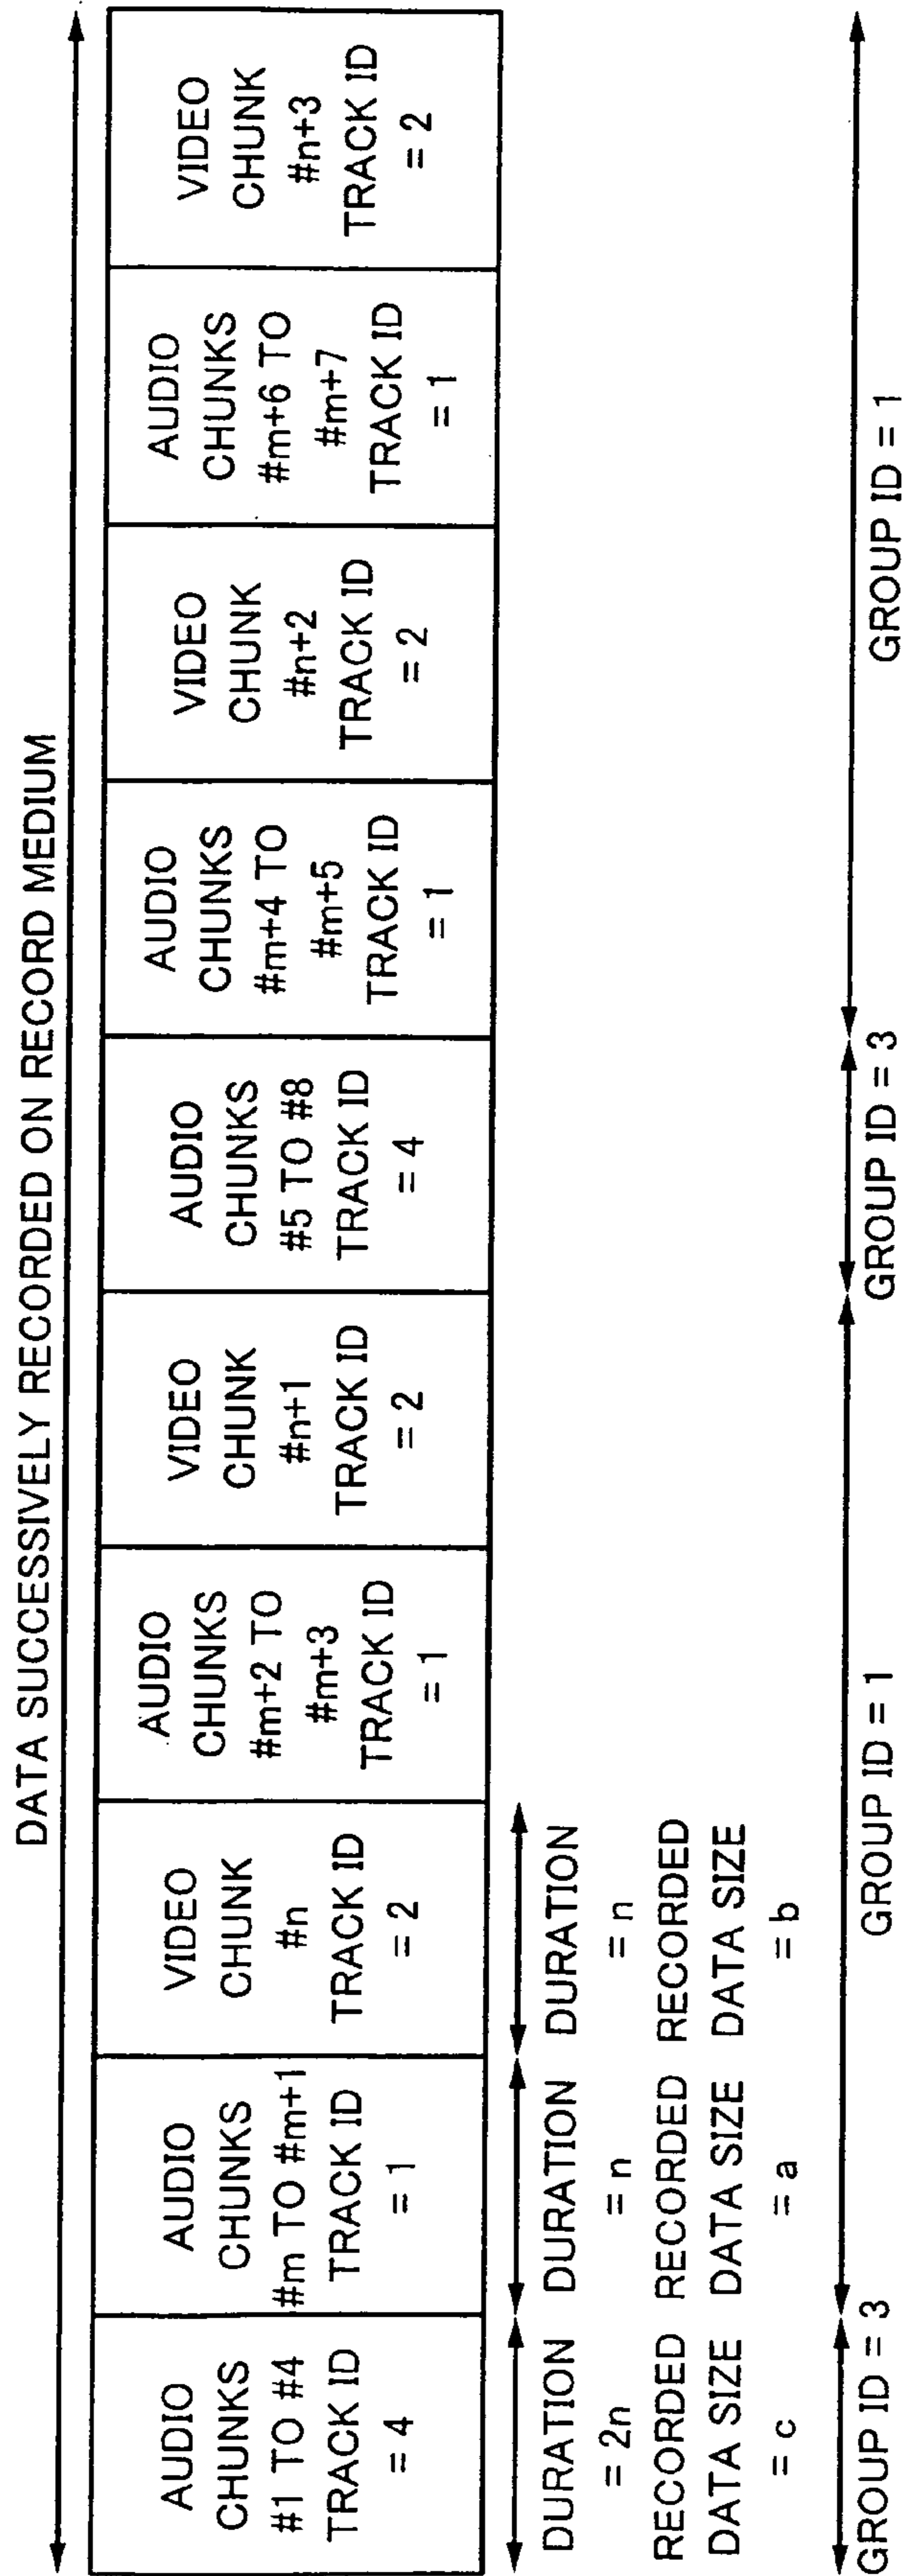 DATA SUCCESSIVELY RECORDED ON RECORD MEDIUM
AUDIO
CHUNKS
#1 TO #4
TRACK ID
= 4
AUDIO
CHUNKS
#m TO #m+1
TRACK ID
= 1
VIDEO
CHUNK
#n
TRACK ID
= 2
AUDIO
CHUNKS
#m+2 TO
#m+3
TRACK ID
= 1
VIDEO
CHUNK
#n+1
TRACK ID
= 2
AUDIO
CHUNKS
#5 TO #8
TRACK ID
= 4
AUDIO
CHUNKS
#m+4 TO
#m+5
TRACK ID
= 1
VIDEO
CHUNK
#n+2
TRACK ID
= 2
AUDIO
CHUNKS
#m+6 TO
#m+7
TRACK ID
= 1
VIDEO
CHUNK
#n+3
TRACK ID
= 2
DURATION
= 2n
RECORDED
DATA SIZE
= c
DURATION
= n
RECORDED
DATA SIZE
= a
DURATION
= n
RECORDED
DATA SIZE
= b
GROUP ID = 3
GROUP ID = 1
GROUP ID = 3
GROUP ID = 1